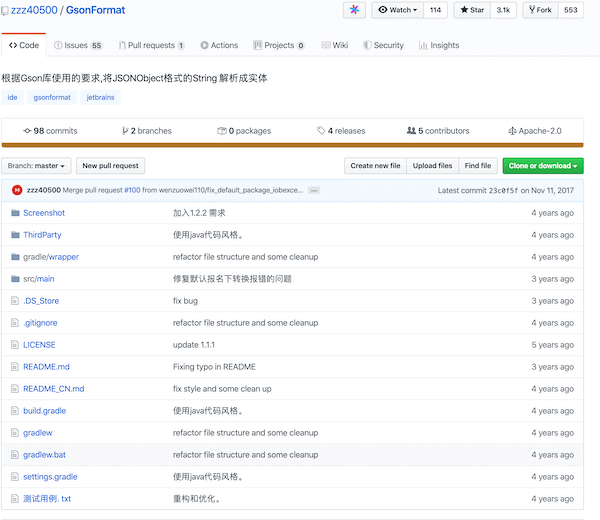 zzz40500 / GsonFormat
Watch 114 Star 3.1k Fork 553
Code Issues 55 Pull requests 1 Actions Projects 0 Wiki Security Insights
根据Gson库使用的要求,将JSONObject格式的String 解析成实体
ide gsonformat jetbrains
98 commits 2 branches 0 packages 4 releases 5 contributors Apache-2.0
Branch: master New pull request Create new file Upload files Find file Clone or download
zzz40500 Merge pull request #100 from wenzuowei110/fix_default_package_iobexce... Latest commit 23c0f5f on Nov 11, 2017
Screenshot 加入1.2.2 需求 4 years ago
ThirdParty 使用java代码风格。 4 years ago
gradle/wrapper refactor file structure and some cleanup 4 years ago
src/main 修复默认报名下转换报错的问题 3 years ago
.DS_Store fix bug 3 years ago
.gitignore refactor file structure and some cleanup 4 years ago
LICENSE update 1.1.1 5 years ago
README.md Fixing typo in README 3 years ago
README_CN.md fix style and some clean up 4 years ago
build.gradle 使用java代码风格。 4 years ago
gradlew refactor file structure and some cleanup 4 years ago
gradlew.bat refactor file structure and some cleanup 4 years ago
settings.gradle 使用java代码风格。 4 years ago
测试用例. txt 重构和优化。 4 years ago